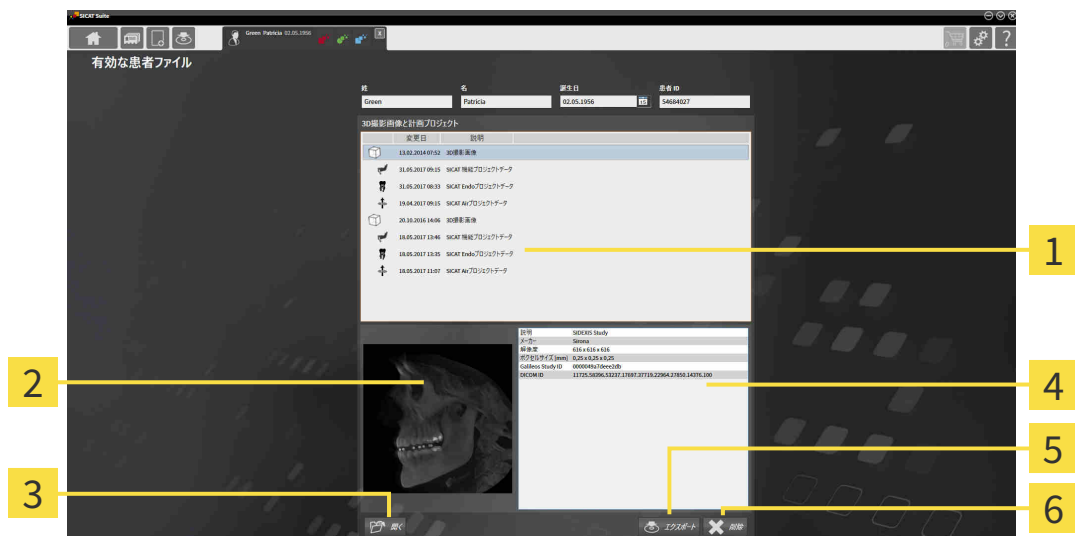 SICAT Suite
Green Patricia 02.05.1956
X
?
有効な患者ファイル
姓 名 誕生日 患者 ID
Green Patricia 02.05.1956 15 54684027
3D撮影画像と計画プロジェクト
変更日 説明
13.02.2014 07:52 3D撮影画像
31.05.2017 09:15 SICAT 機能プロジェクトデータ
31.05.2017 08:33 SICAT Endoプロジェクトデータ
19.04.2017 09:15 SICAT Airプロジェクトデータ
20.10.2016 14:06 3D撮影画像
18.05.2017 13:46 SICAT 機能プロジェクトデータ
18.05.2017 13:35 SICAT Endoプロジェクトデータ
18.05.2017 11:07 SICAT Airプロジェクトデータ
1
説明 SIDEXIS Study
メーカー Sirona
解像度 616 x 616 x 616
ボクセルサイズ [mm] 0,25 x 0,25 x 0,25
Galileos Study ID 0000049a7deee2db
DICOM ID 11725.58396.53237.17697.37719.22964.27850.14376.100
2
4
5
3
6
開く
エクスポート
削除